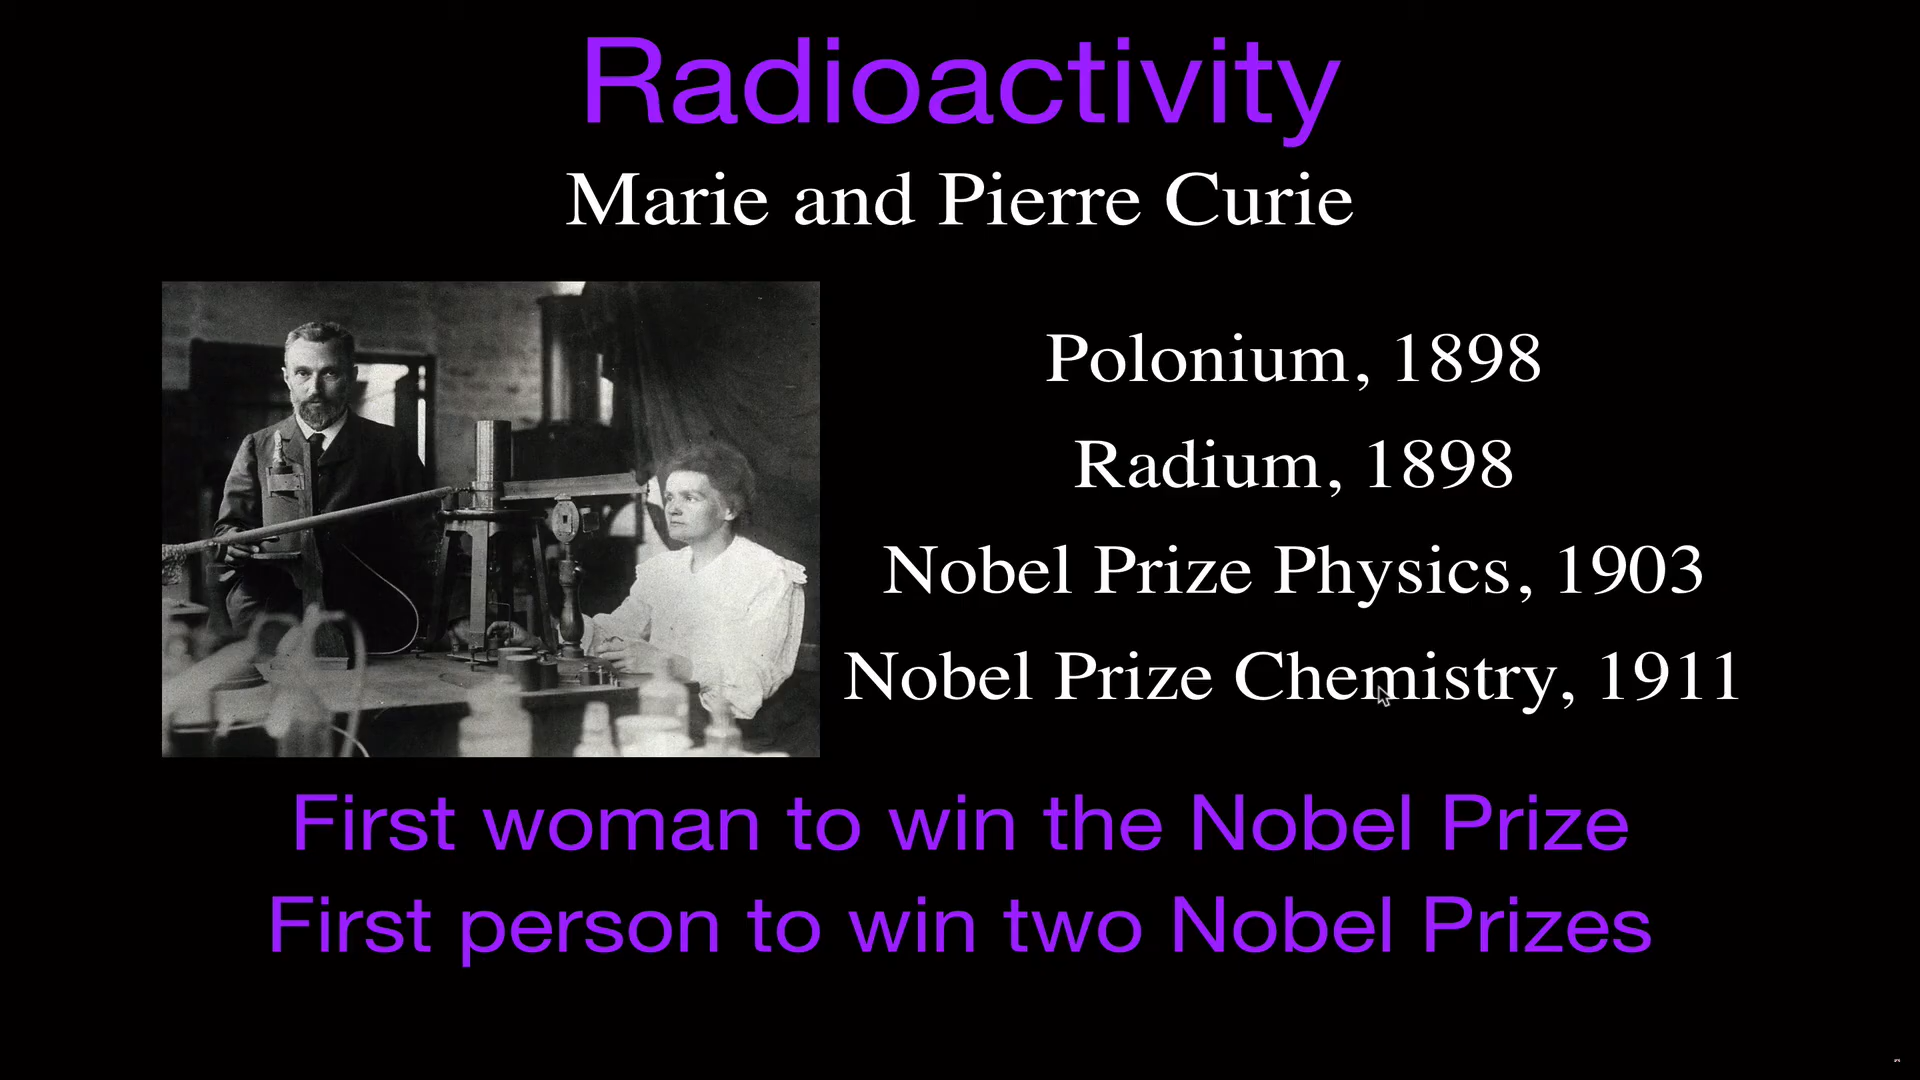 Radioactivity
Marie and Pierre Curie
Polonium, 1898
Radium, 1898
Nobel Prize Physics, 1903
Nobel Prize Chemistry, 1911
First woman to win the Nobel Prize
First person to win two Nobel Prizes